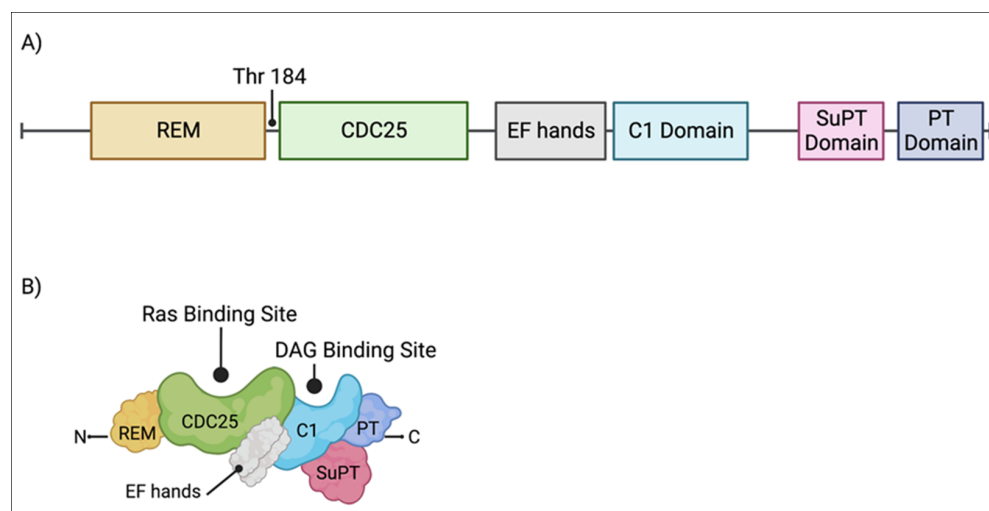 A)
Thr 184
REM
CDC25
EF hands
C1 Domain
SuPT
Domain
PT
Domain
B)
Ras Binding Site
DAG Binding Site
N
REM
CDC25
C1
PT
C
SuPT
EF hands